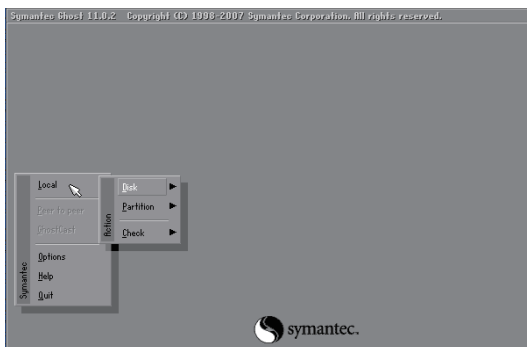 Symantec Ghost 11.0.2 Copyright (C) 1998-2007 Symantec Corporation. All rights reserved.
Local
Peer to peer
GhostCast
Options
Help
Quit
Symantec
Disk
Partition
Check
Action
symantec.